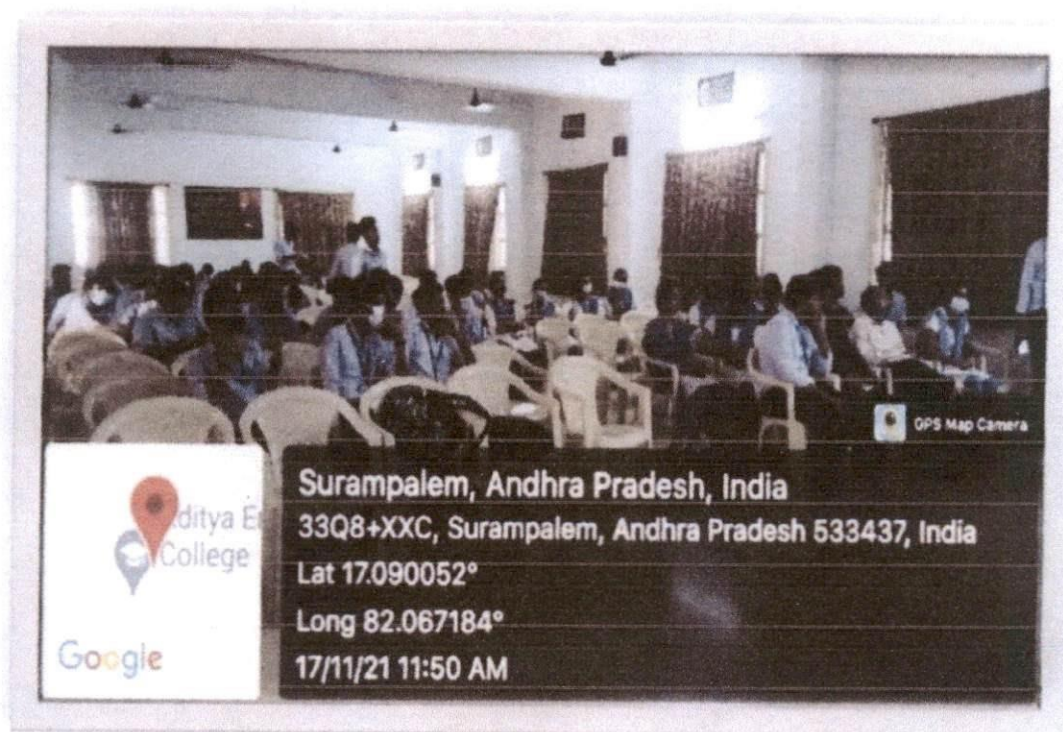 GPS Map Camera
Surampalem, Andhra Pradesh, India
33Q8+XXC, Surampalem, Andhra Pradesh 533437, India
Lat 17.090052°
Long 82.067184°
17/11/21 11:50 AM
ditya E
College
Google